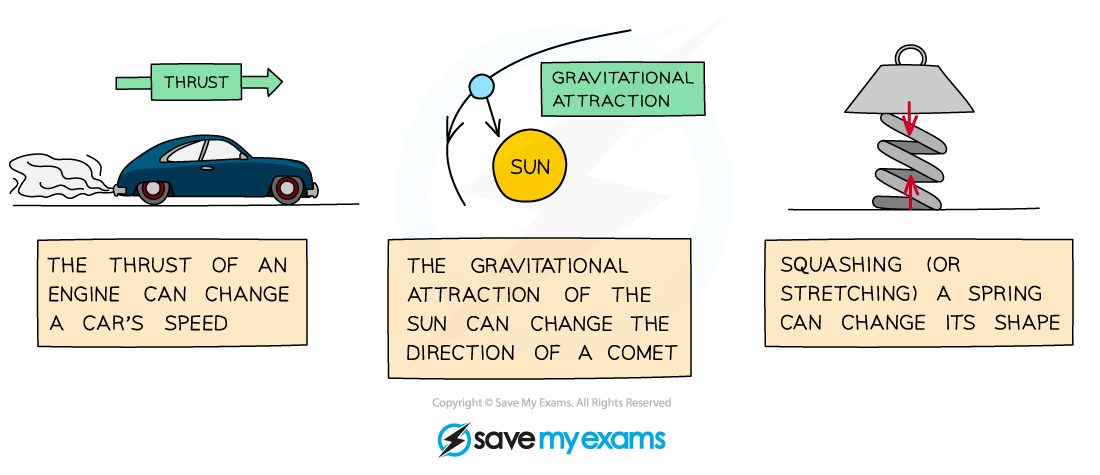 THRUST
THE THRUST OF AN
ENGINE CAN CHANGE
A CAR'S SPEED
GRAVITATIONAL
ATTRACTION
SUN
THE GRAVITATIONAL
ATTRACTION OF THE
SUN CAN CHANGE THE
DIRECTION OF A COMET
SQUASHING (OR
STRETCHING) A SPRING
CAN CHANGE ITS SHAPE
Copyright © Save My Exams. All Rights Reserved
save my exams